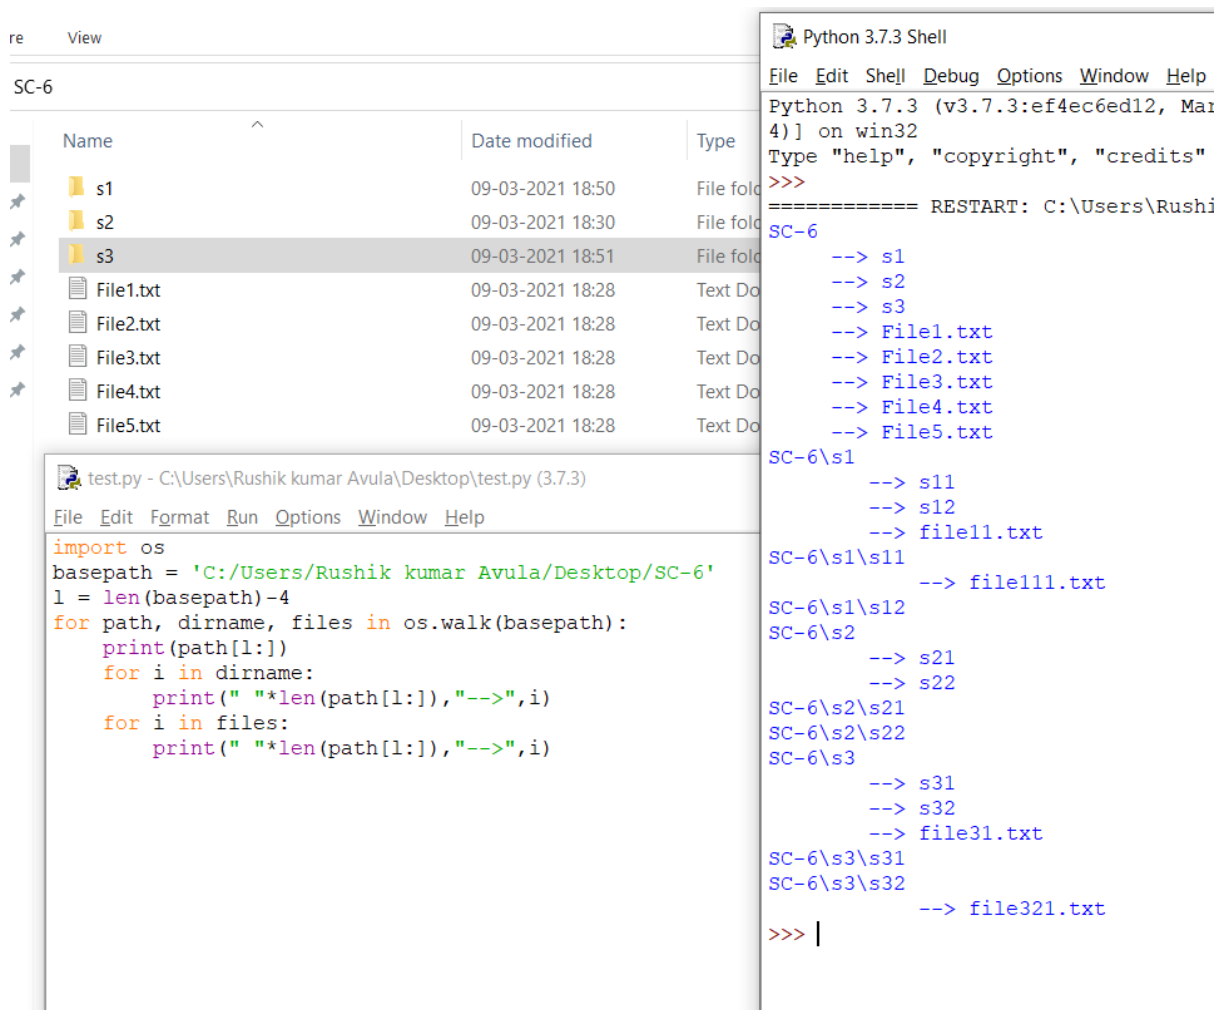 re View
SC-6
Name Date modified Type
s1 09-03-2021 18:50 File fold
s2 09-03-2021 18:30 File fold
s3 09-03-2021 18:51 File fold
File1.txt 09-03-2021 18:28 Text Do
File2.txt 09-03-2021 18:28 Text Do
File3.txt 09-03-2021 18:28 Text Do
File4.txt 09-03-2021 18:28 Text Do
File5.txt 09-03-2021 18:28 Text Do
test.py - C:\Users\Rushik kumar Avula\Desktop\test.py (3.7.3)
File Edit Format Run Options Window Help
import os
basepath = 'C:/Users/Rushik kumar Avula/Desktop/SC-6'
l = len(basepath)-4
for path, dirname, files in os.walk(basepath):
    print(path[l:])
    for i in dirname:
        print(" "*len(path[l:]),"-->",i)
    for i in files:
        print(" "*len(path[l:]),"-->",i)
Python 3.7.3 Shell
File Edit Shell Debug Options Window Help
Python 3.7.3 (v3.7.3:ef4ec6ed12, Mar
4)] on win32
Type "help", "copyright", "credits"
>>>
============ RESTART: C:\Users\Rushi
SC-6
     --> s1
     --> s2
     --> s3
     --> File1.txt
     --> File2.txt
     --> File3.txt
     --> File4.txt
     --> File5.txt
SC-6\s1
        --> s11
        --> s12
        --> file11.txt
SC-6\s1\s11
            --> file111.txt
SC-6\s1\s12
SC-6\s2
        --> s21
        --> s22
SC-6\s2\s21
SC-6\s2\s22
SC-6\s3
        --> s31
        --> s32
        --> file31.txt
SC-6\s3\s31
SC-6\s3\s32
            --> file321.txt
>>>